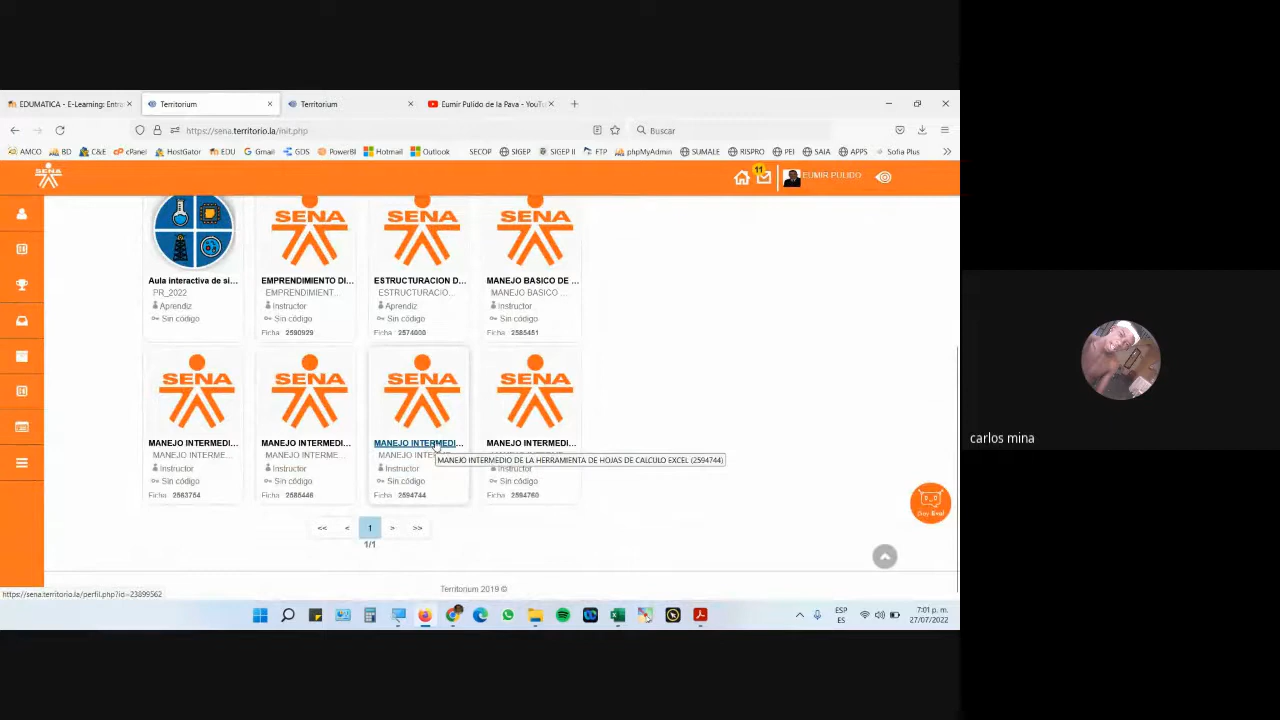 EDUMATICA - E-Learning: Entra
Territorium
Territorium
Eumir Pulido de la Pava - YouTu
https://sena.territorio.la/init.php
Buscar
AMCO
BD
C&E
cPanel
HostGator
EDU
Gmail
GDS
PowerBI
Hotmail
Outlook
SECOP
SIGEP
SIGEP II
FTP
phpMyAdmin
SUMALE
RISPRO
PEI
SAIA
APPS
Sofia Plus
SENA
11
EUMIR PULIDO
SENA
SENA
SENA
Aula interactiva de si...
EMPRENDIMIENTO DI...
ESTRUCTURACION D...
MANEJO BASICO DE ...
PR_2022
EMPRENDIMIENT...
ESTRUCTURACIO...
MANEJO BASICO ...
Aprendiz
Instructor
Aprendiz
Instructor
Sin código
Sin código
Sin código
Sin código
Ficha 2590929
Ficha 2574600
Ficha 2585451
SENA
SENA
SENA
SENA
MANEJO INTERMEDI...
MANEJO INTERMEDI...
MANEJO INTERMEDI...
MANEJO INTERMEDI...
MANEJO INTERME...
MANEJO INTERME...
MANEJO INTE
MANEJO INTERMEDIO DE LA HERRAMIENTA DE HOJAS DE CALCULO EXCEL (2594744)
Instructor
Instructor
Instructor
Instructor
Sin código
Sin código
Sin código
Sin código
Ficha 2563754
Ficha 2585446
Ficha 2594744
Ficha 2594760
<< < 1 > >>
1/1
¡Soy Eva!
Territorium 2019 ©
https://sena.territorio.la/perfil.php?id=23899562
ESP
ES
7:01 p. m.
27/07/2022
carlos mina